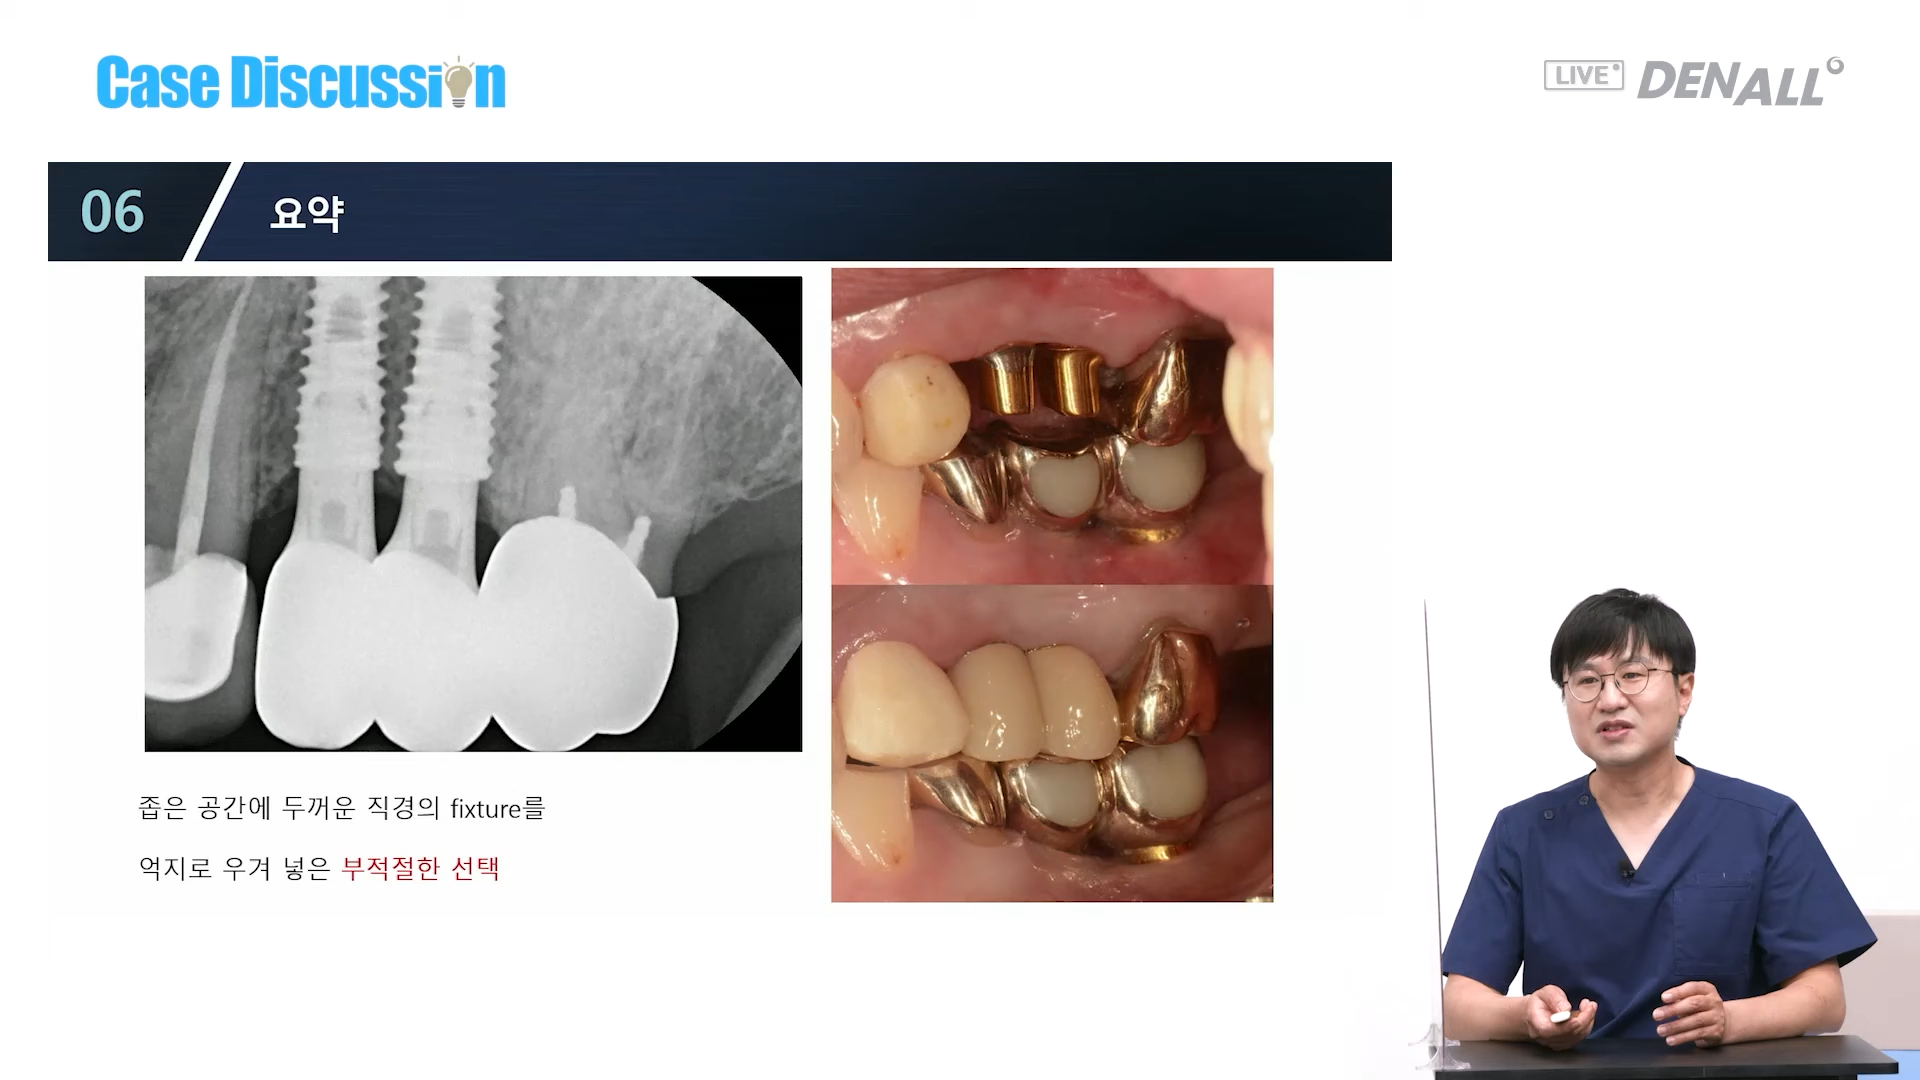 Case Discussion
LIVE DENALL
06 요약
좁은 공간에 두꺼운 직경의 fixture를
억지로 우겨 넣은 부적절한 선택